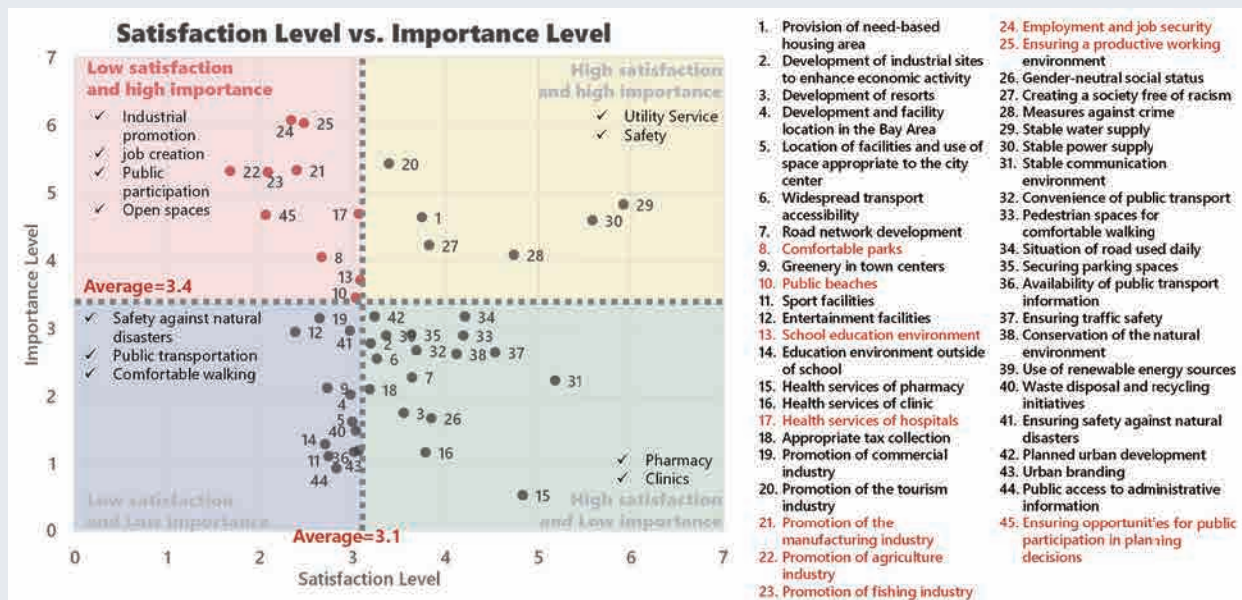 Satisfaction Level vs. Importance Level
Importance Level
7
6
5
4
3
2
1
0
Low satisfaction
and high importance
✓ Industrial
promotion
✓ job creation
✓ Public
participation
✓ Open spaces
High satisfaction
and high importance
✓ Utility Service
✓ Safety
24
25
20
22
23
21
45
17
1
29
30
27
28
8
13
10
Average=3.4
✓ Safety against natural
disasters
✓ Public transportation
✓ Comfortable walking
19
12
41
42
34
2
35
33
6
32
38
37
9
4
18
7
31
5
40
3
26
14
11
36
43
44
16
15
✓ Pharmacy
✓ Clinics
Low satisfaction
and Low importance
High satisfaction
and Low importance
Average=3.1
0 1 2 3 4 5 6 7
Satisfaction Level
1. Provision of need-based
housing area
2. Development of industrial sites
to enhance economic activity
3. Development of resorts
4. Development and facility
location in the Bay Area
5. Location of facilities and use of
space appropriate to the city
center
6. Widespread transport
accessibility
7. Road network development
8. Comfortable parks
9. Greenery in town centers
10. Public beaches
11. Sport facilities
12. Entertainment facilities
13. School education environment
14. Education environment outside
of school
15. Health services of pharmacy
16. Health services of clinic
17. Health services of hospitals
18. Appropriate tax collection
19. Promotion of commercial
industry
20. Promotion of the tourism
industry
21. Promotion of the
manufacturing industry
22. Promotion of agriculture
industry
23. Promotion of fishing industry
24. Employment and job security
25. Ensuring a productive working
environment
26. Gender-neutral social status
27. Creating a society free of racism
28. Measures against crime
29. Stable water supply
30. Stable power supply
31. Stable communication
environment
32. Convenience of public transport
33. Pedestrian spaces for
comfortable walking
34. Situation of road used daily
35. Securing parking spaces
36. Availability of public transport
information
37. Ensuring traffic safety
38. Conservation of the natural
environment
39. Use of renewable energy sources
40. Waste disposal and recycling
initiatives
41. Ensuring safety against natural
disasters
42. Planned urban development
43. Urban branding
44. Public access to administrative
information
45. Ensuring opportunities for public
participation in planning
decisions